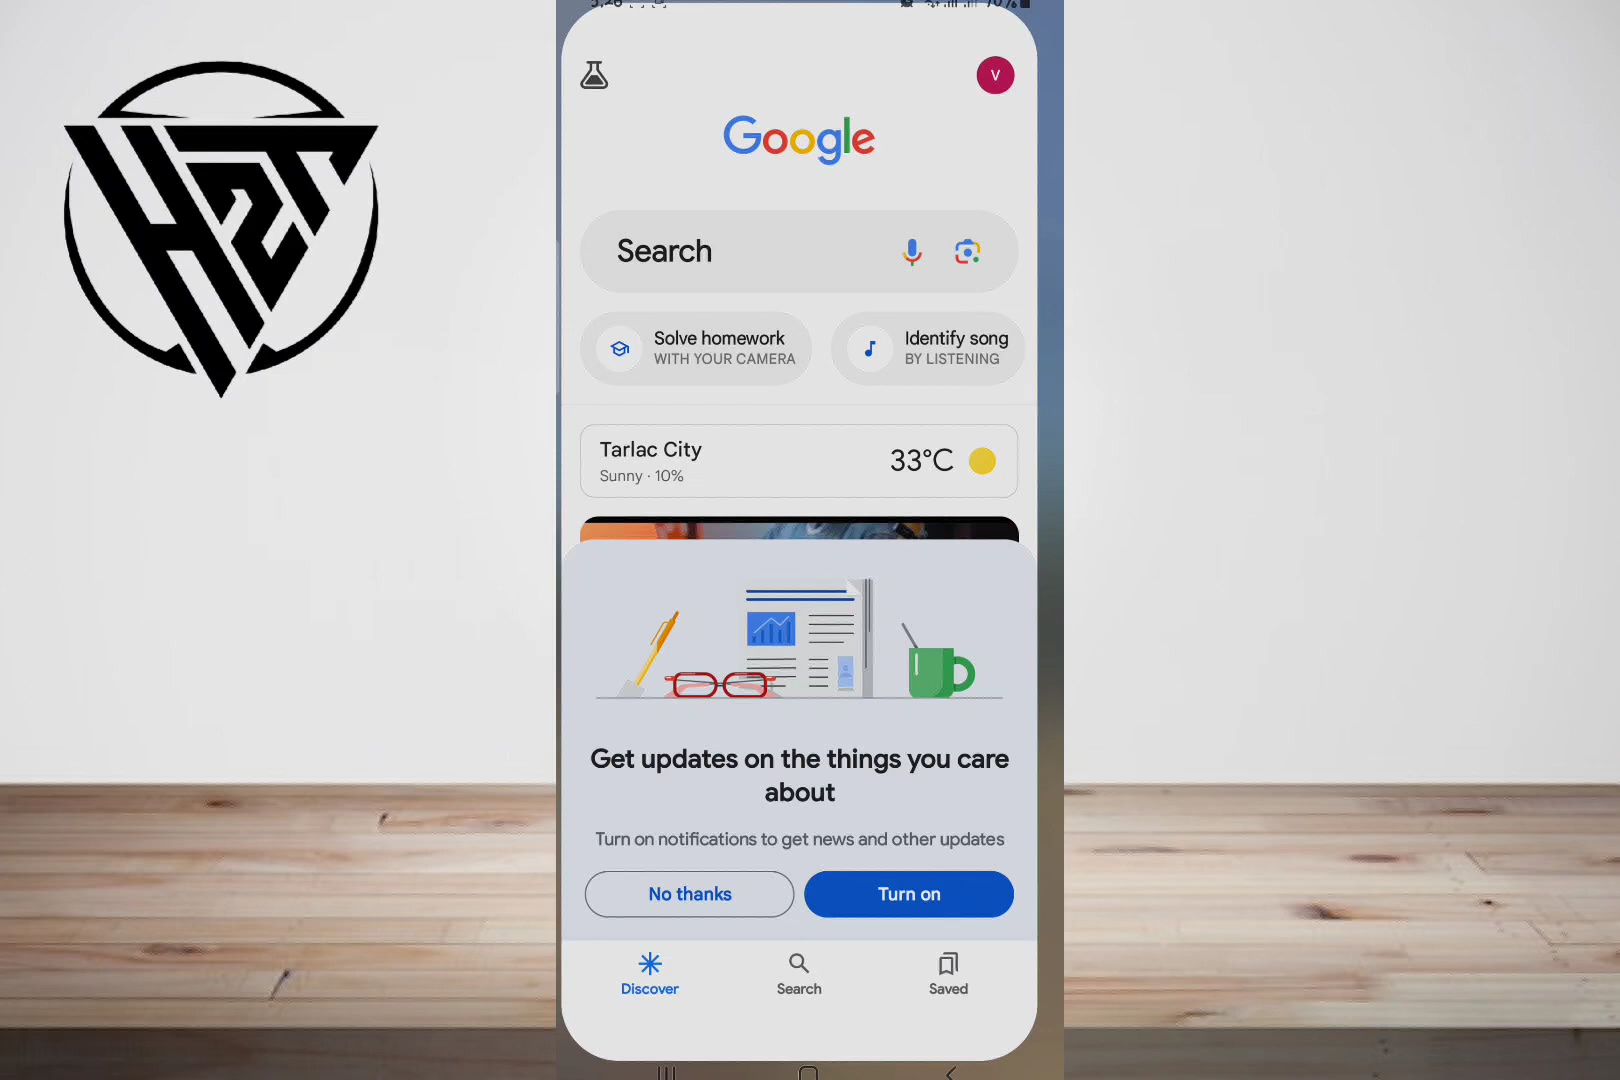 H2T
V
Google
Search
Solve homework
WITH YOUR CAMERA
Identify song
BY LISTENING
Tarlac City
33°C
Sunny · 10%
Get updates on the things you care
about
Turn on notifications to get news and other updates
No thanks
Turn on
Discover
Search
Saved